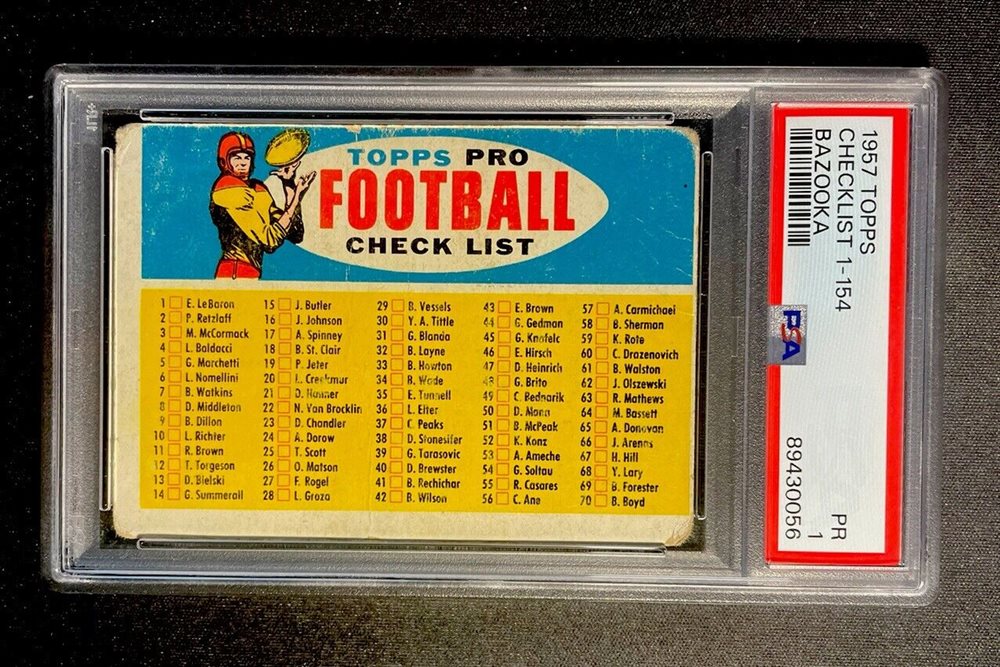 TOPPS PRO
FOOTBALL
CHECK LIST
1 E. LeBaron
2 P. Retzlaff
3 M. McCormack
4 L. Baldacci
5 G. Marchetti
6 L. Nomellini
7 B. Watkins
8 D. Middleton
9 B. Dillon
10 L. Richter
11 R. Brown
12 T. Torgeson
13 D. Bielski
14 G. Summerall
15 J. Butler
16 J. Johnson
17 A. Spinney
18 B. St. Clair
19 P. Jeter
20 L. Creekmur
21 D. Hanner
22 N. Van Brocklin
23 D. Chandler
24 A. Dorow
25 T. Scott
26 O. Matson
27 F. Rogel
28 L. Groza
29 B. Vessels
30 Y. A. Tittle
31 G. Blanda
32 B. Layne
33 B. Howton
34 B. Wade
35 E. Tunnell
36 L. Elter
37 C. Peaks
38 D. Stonesifer
39 G. Tarasovic
40 D. Brewster
41 B. Rechichar
42 B. Wilson
43 E. Brown
44 G. Gedman
45 G. Knafelc
46 E. Hirsch
47 D. Heinrich
48 G. Brito
49 C. Bednarik
50 D. Mann
51 B. McPeak
52 K. Konz
53 A. Ameche
54 G. Soltau
55 R. Casares
56 C. Ane
57 A. Carmichael
58 B. Sherman
59 K. Rote
60 C. Drazenovich
61 B. Walston
62 J. Olszewski
63 R. Mathews
64 M. Bassett
65 A. Donovan
66 J. Arenas
67 H. Hill
68 Y. Lary
69 B. Forester
70 B. Boyd
1957 TOPPS
CHECKLIST 1-154
BAZOOKA
PSA
PR
1
89430056